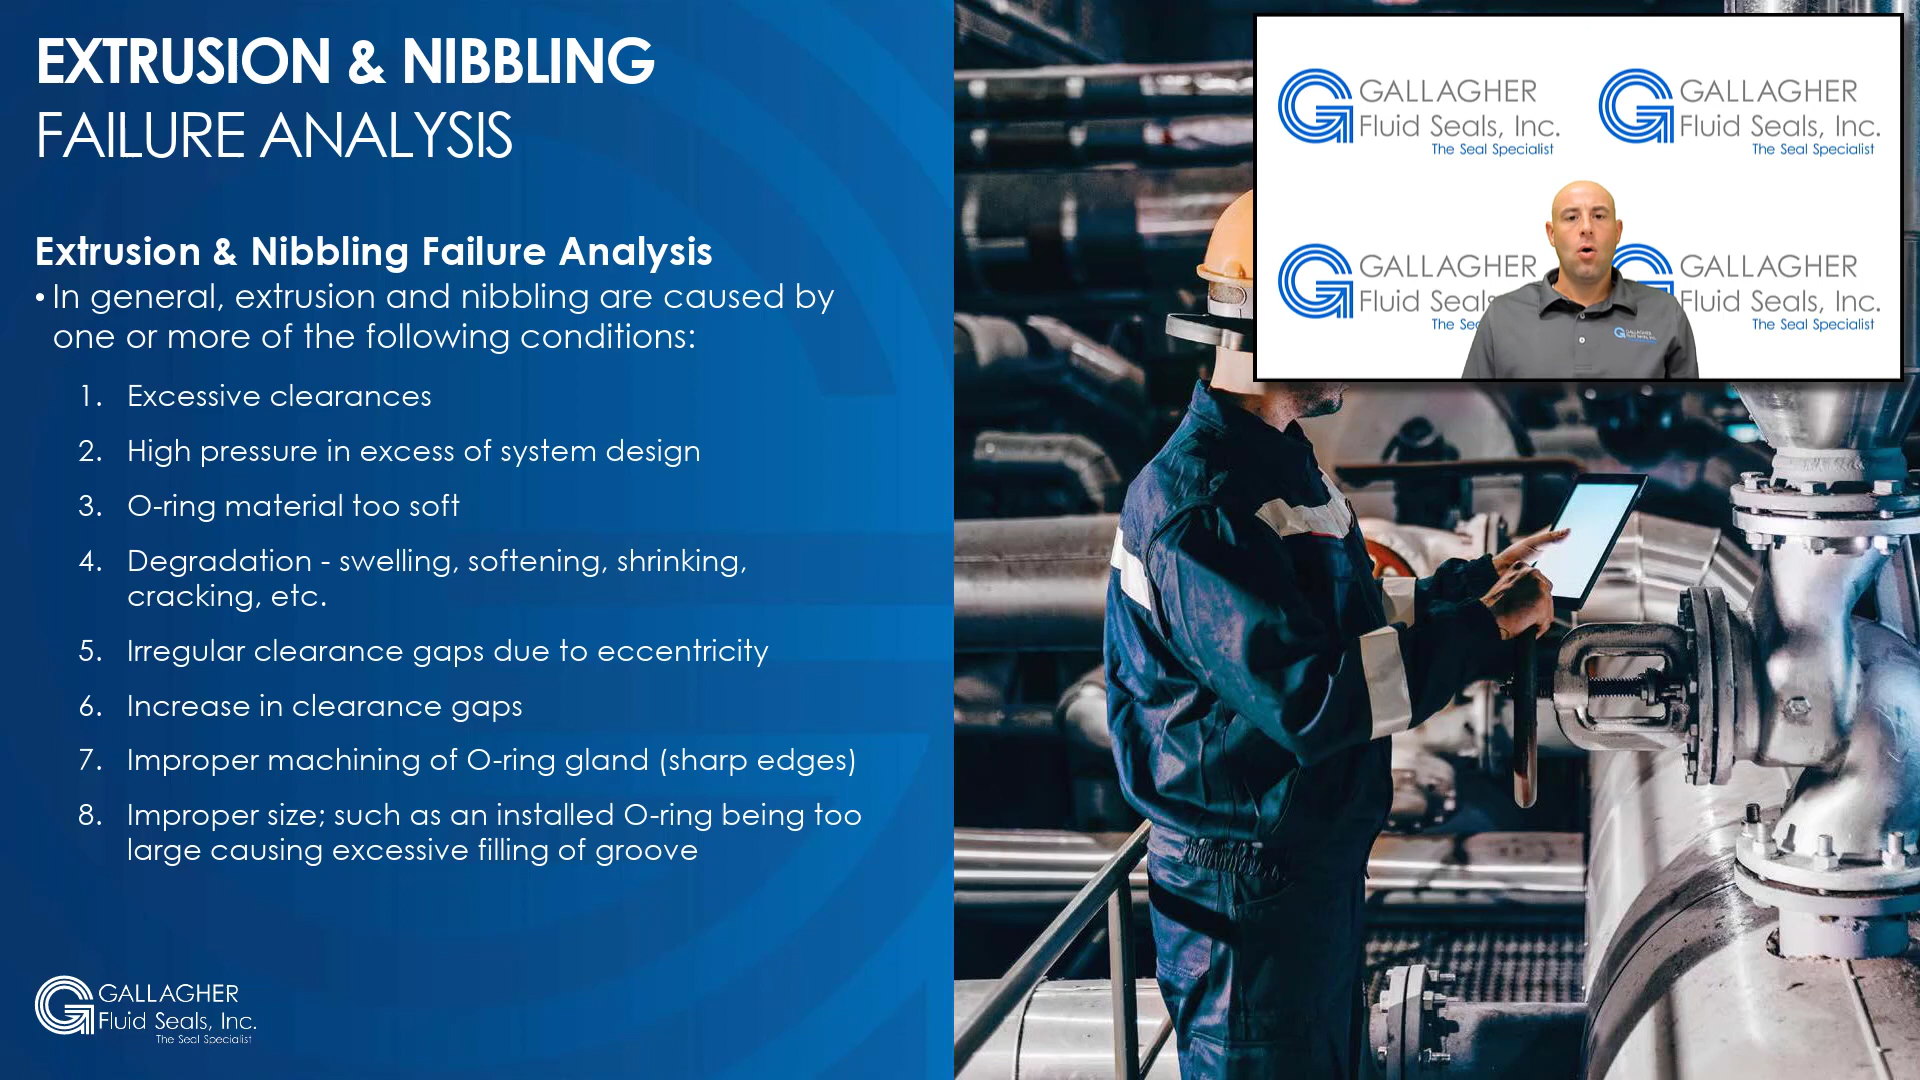 EXTRUSION & NIBBLING
FAILURE ANALYSIS
Extrusion & Nibbling Failure Analysis
• In general, extrusion and nibbling are caused by
one or more of the following conditions:
1. Excessive clearances
2. High pressure in excess of system design
3. O-ring material too soft
4. Degradation - swelling, softening, shrinking,
cracking, etc.
5. Irregular clearance gaps due to eccentricity
6. Increase in clearance gaps
7. Improper machining of O-ring gland (sharp edges)
8. Improper size; such as an installed O-ring being too
large causing excessive filling of groove
GALLAGHER
Fluid Seals, Inc.
The Seal Specialist
GALLAGHER
Fluid Seals, Inc.
The Seal Specialist
GALLAGHER
Fluid Seals, Inc.
The Seal Specialist
GALLAGHER
Fluid Seals
The
GALLAGHER
Fluid Seals, Inc.
The Seal Specialist